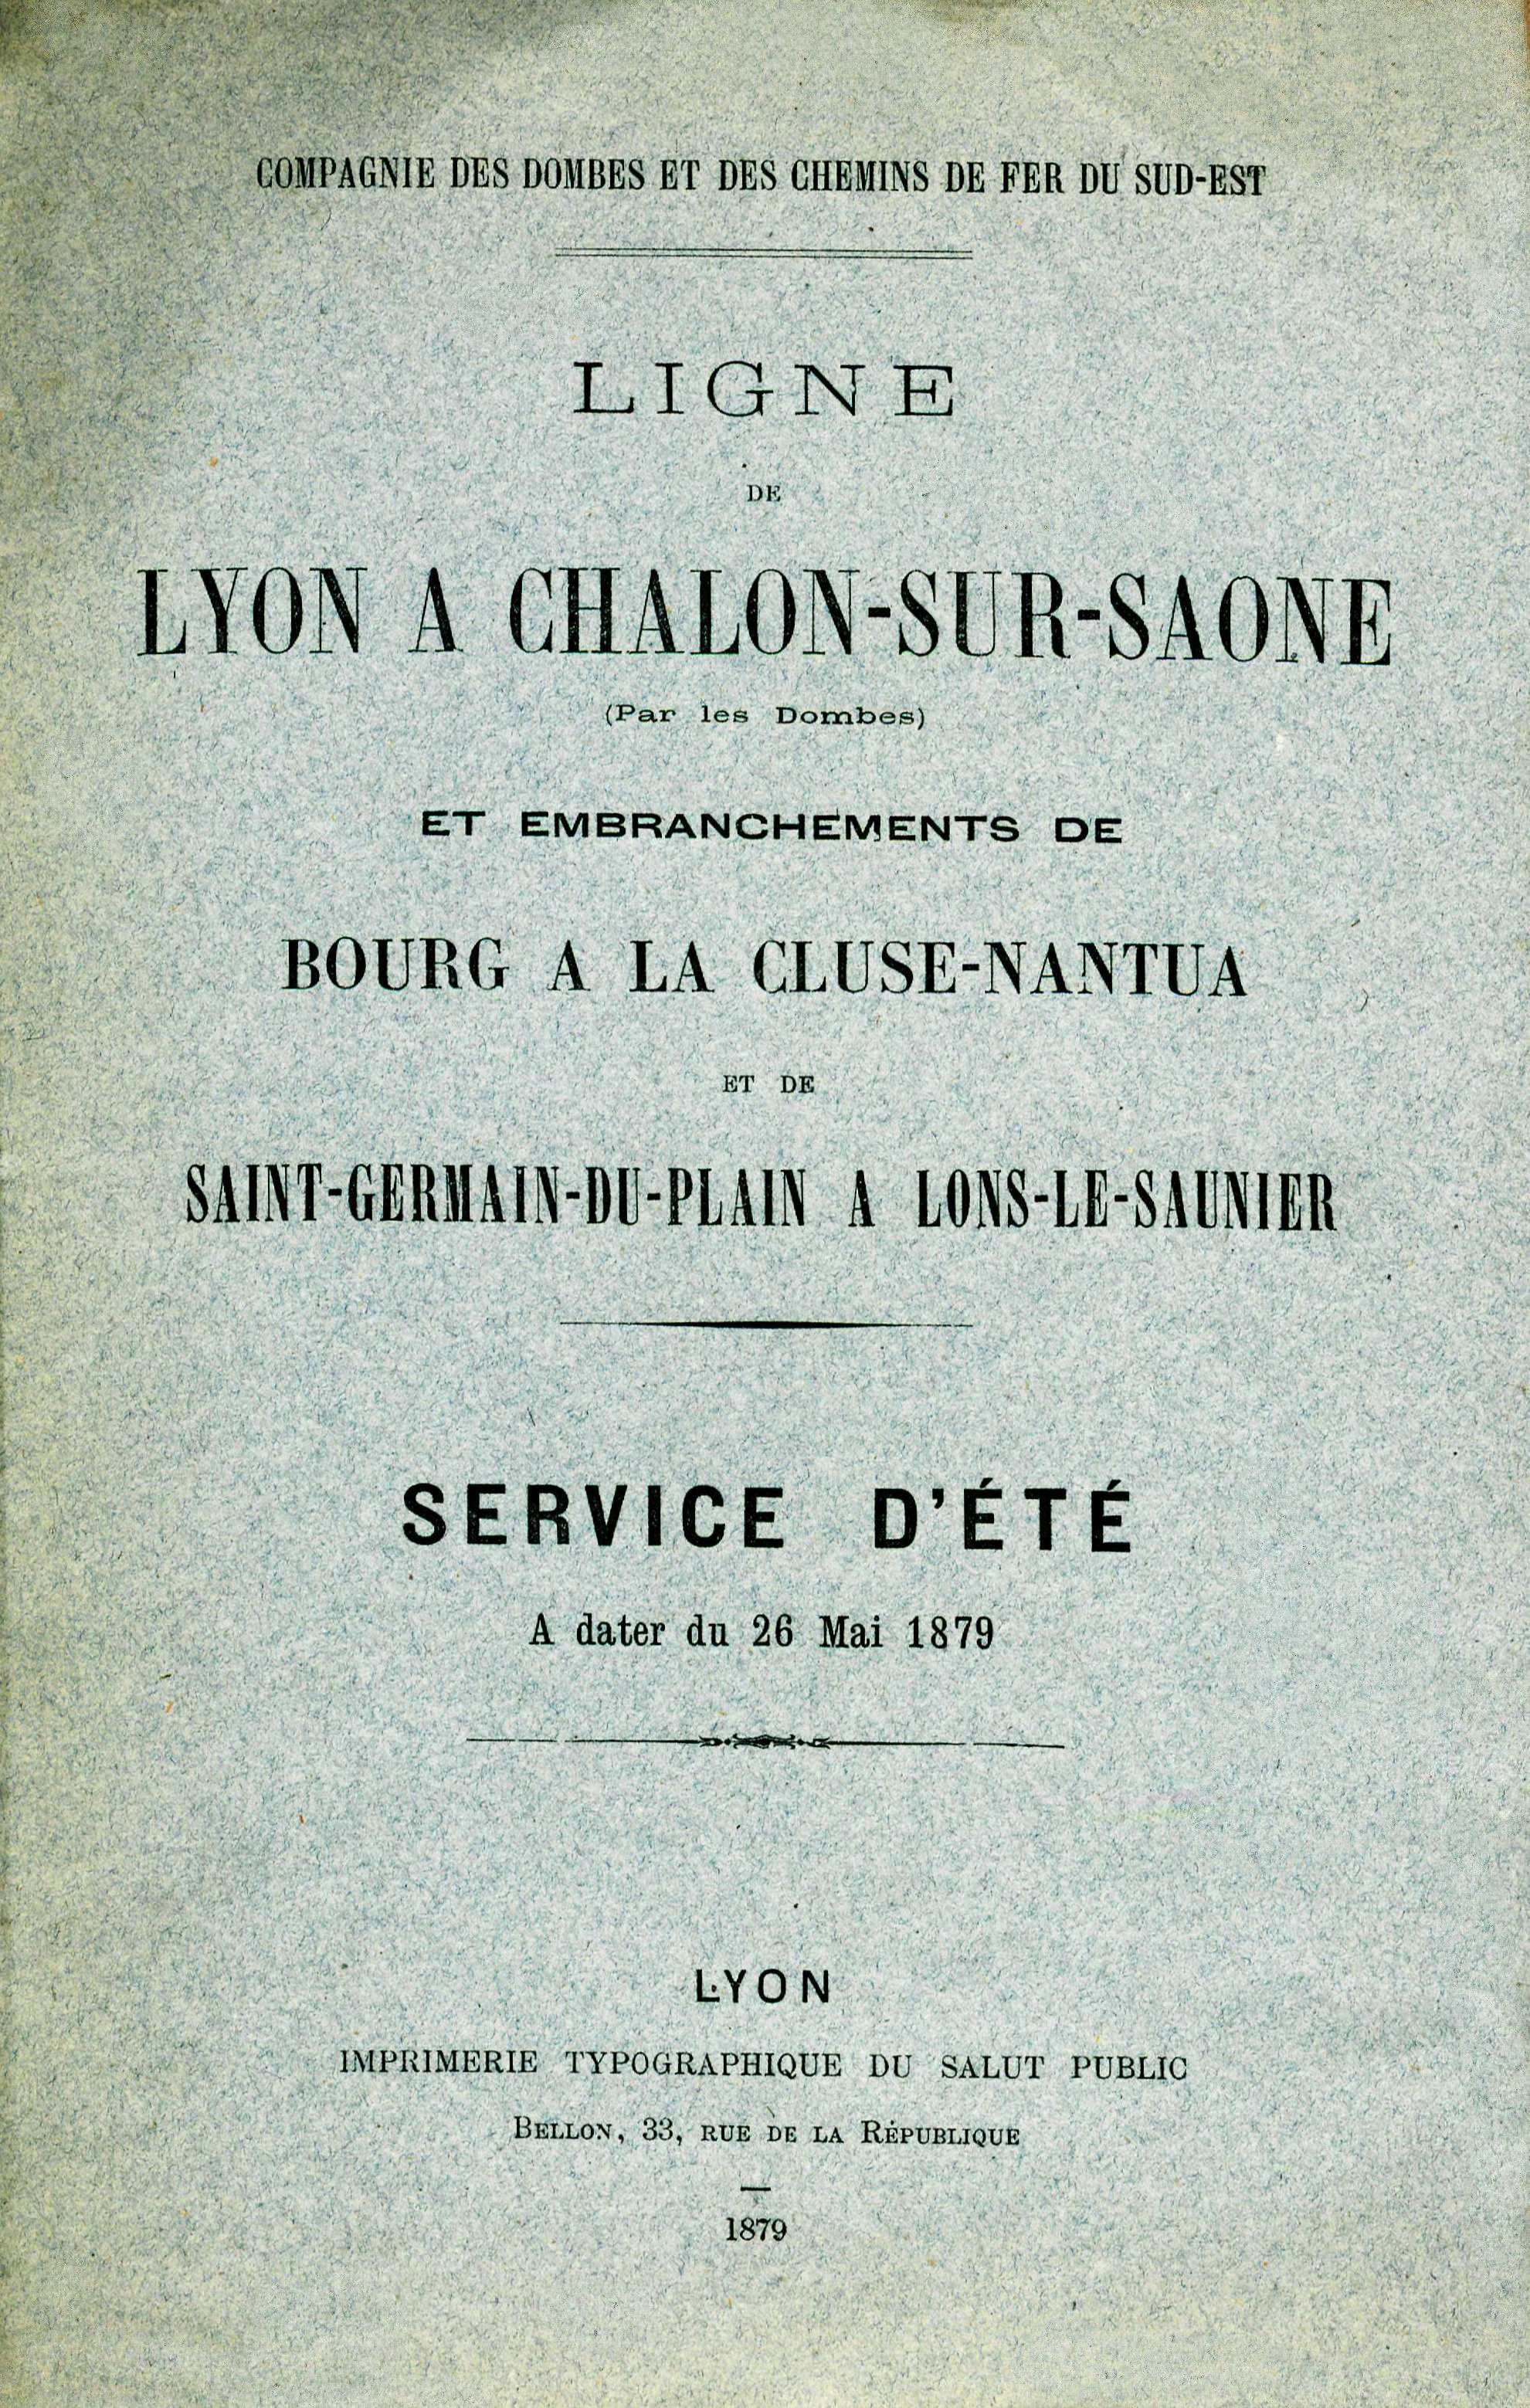 COMPAGNIE DES DOMBES ET DES CHEMINS DE FER DU SUD-EST
LIGNE
DE
LYON A CHALON-SUR-SAONE
(Par les Dombes)
ET EMBRANCHEMENTS DE
BOURG A LA CLUSE-NANTUA
ET DE
SAINT-GERMAIN-DU-PLAIN A LONS-LE-SAUNIER
SERVICE D'ÉTÉ
A dater du 26 Mai 1879
LYON
IMPRIMERIE TYPOGRAPHIQUE DU SALUT PUBLIC
BELLON, 33, RUE DE LA RÉPUBLIQUE
1879